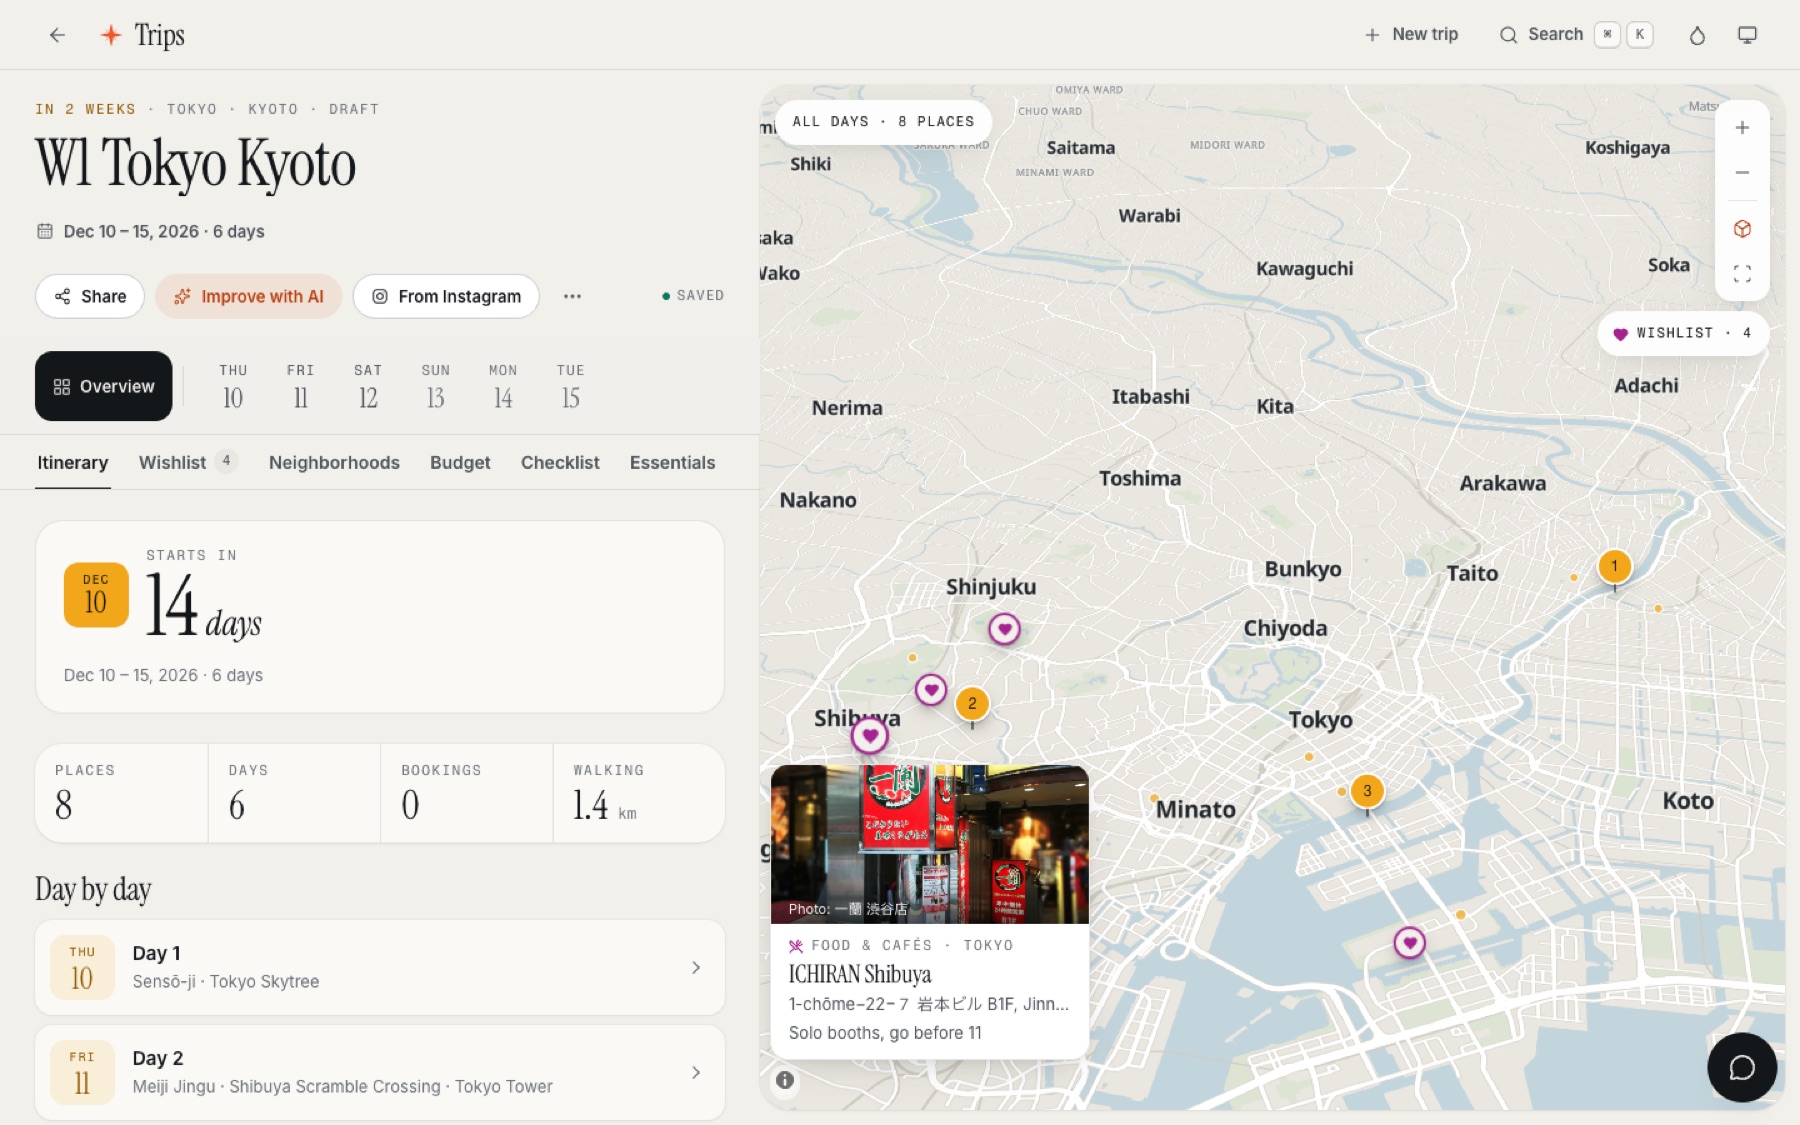 Trips
New trip
Search
⌘ K
IN 2 WEEKS · TOKYO · KYOTO · DRAFT
Wl Tokyo Kyoto
Dec 10 – 15, 2026 · 6 days
Share
Improve with AI
From Instagram
SAVED
Overview
THU 10
FRI 11
SAT 12
SUN 13
MON 14
TUE 15
Itinerary
Wishlist 4
Neighborhoods
Budget
Checklist
Essentials
DEC 10
STARTS IN
14 days
Dec 10 – 15, 2026 · 6 days
PLACES
8
DAYS
6
BOOKINGS
0
WALKING
1.4 km
Day by day
THU 10
Day 1
Sensō-ji · Tokyo Skytree
FRI 11
Day 2
Meiji Jingu · Shibuya Scramble Crossing · Tokyo Tower
ALL DAYS · 8 PLACES
OMIYA WARD
CHUO WARD
Saitama
MIDORI WARD
MINAMI WARD
Shiki
Koshigaya
Warabi
Kawaguchi
Soka
WISHLIST · 4
Adachi
Nerima
Itabashi
Kita
Toshima
Arakawa
Nakano
Shinjuku
Bunkyo
Taito
1
Chiyoda
2
Shibuya
Tokyo
3
Minato
Koto
一蘭
Photo: 一蘭 渋谷店
FOOD & CAFÉS · TOKYO
ICHIRAN Shibuya
1-chōme−22−７ 岩本ビル B1F, Jinn...
Solo booths, go before 11